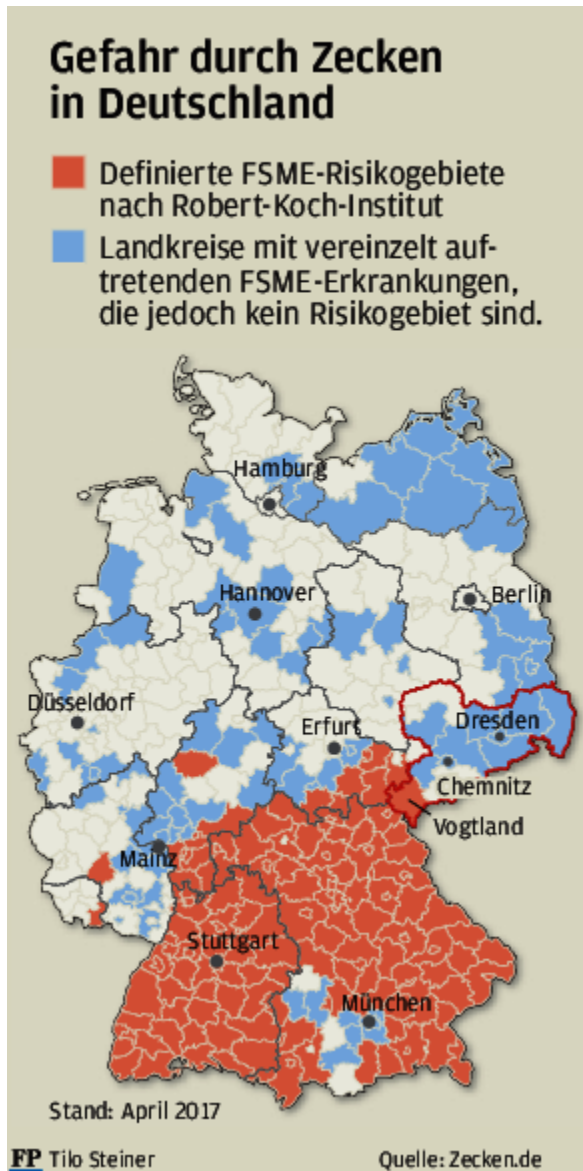 Gefahr durch Zecken
in Deutschland
Definierte FSME-Risikogebiete
nach Robert-Koch-Institut
Landkreise mit vereinzelt auf-
tretenden FSME-Erkrankungen,
die jedoch kein Risikogebiet sind.
Hamburg
Hannover
Berlin
Düsseldorf
Erfurt
Dresden
Chemnitz
Vogtland
Mainz
Stuttgart
München
Stand: April 2017
FP Tilo Steiner
Quelle: Zecken.de